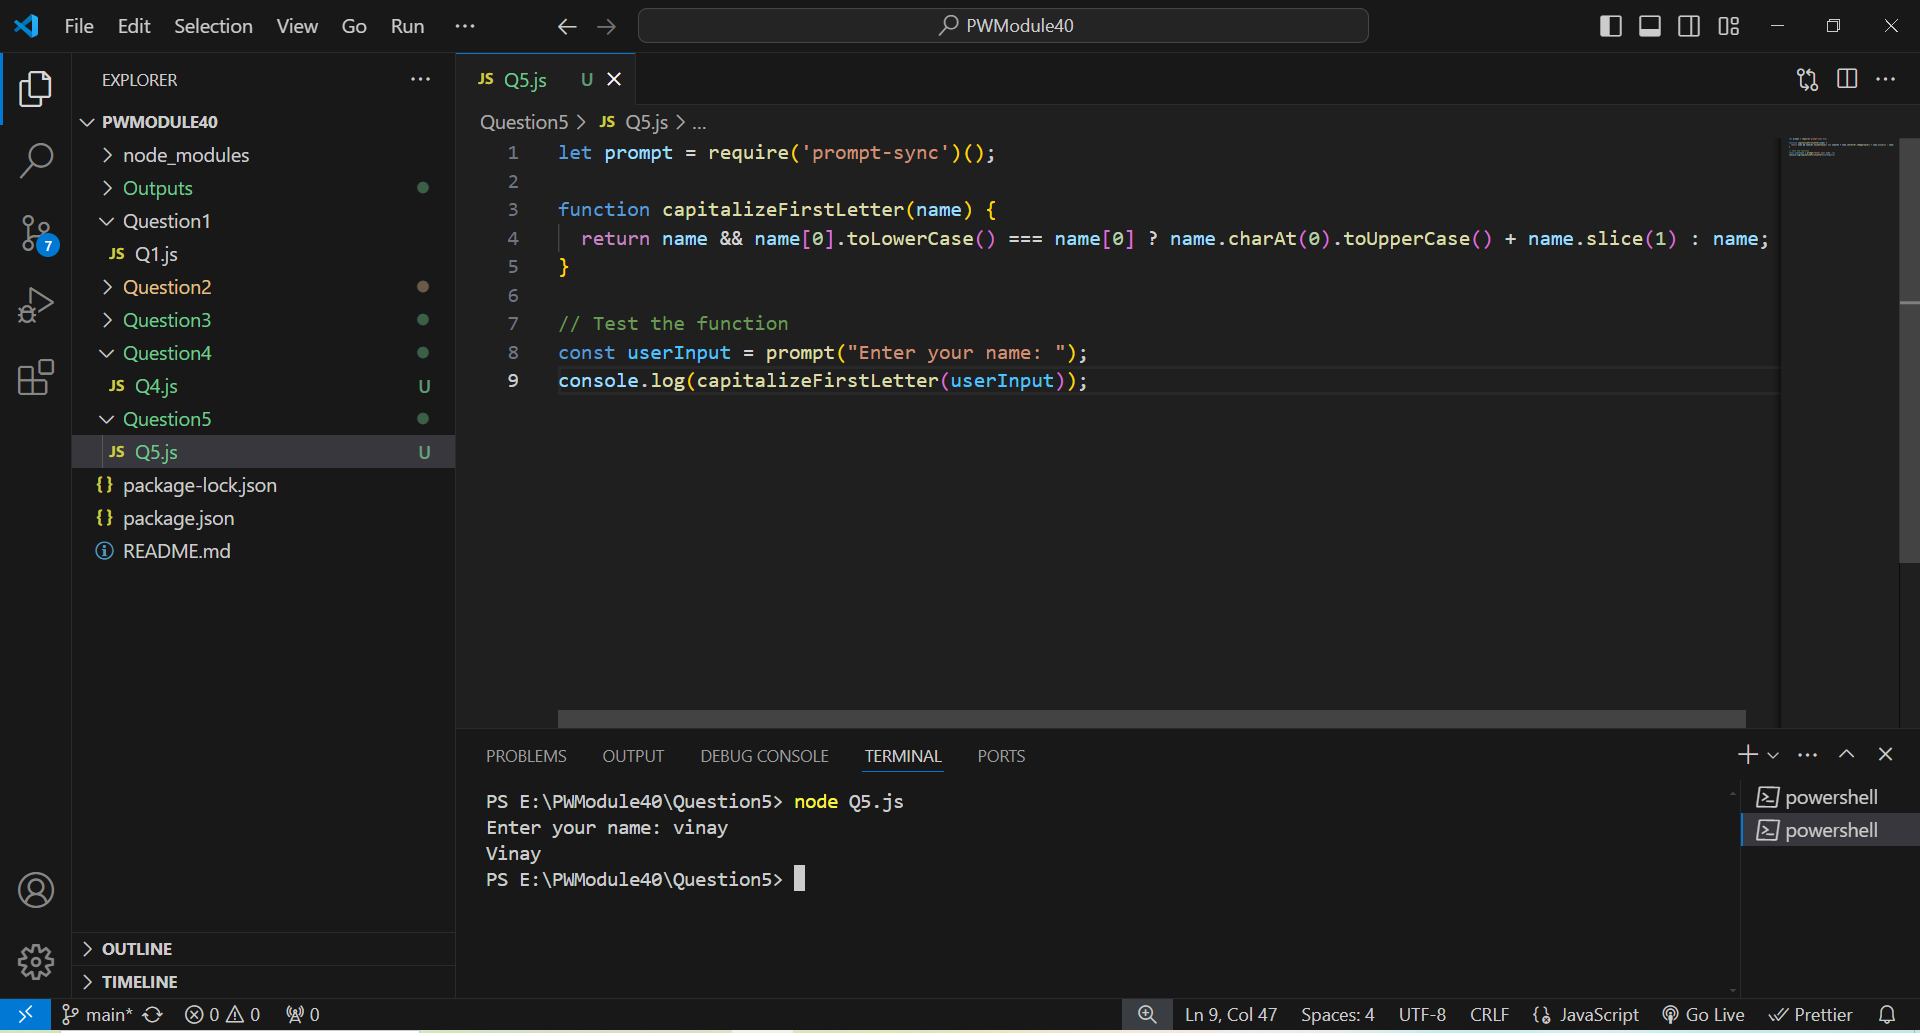 File Edit Selection View Go Run ··· PWModule40
EXPLORER ···
PWMODULE40
node_modules
Outputs
Question1
JS Q1.js
Question2
Question3
Question4
JS Q4.js U
Question5
JS Q5.js U
{} package-lock.json
{} package.json
README.md
OUTLINE
TIMELINE
7
JS Q5.js U
Question5 > JS Q5.js > ...
1 let prompt = require('prompt-sync')();
2
3 function capitalizeFirstLetter(name) {
4 return name && name[0].toLowerCase() === name[0] ? name.charAt(0).toUpperCase() + name.slice(1) : name;
5 }
6
7 // Test the function
8 const userInput = prompt("Enter your name: ");
9 console.log(capitalizeFirstLetter(userInput));
PROBLEMS OUTPUT DEBUG CONSOLE TERMINAL PORTS
PS E:\PWModule40\Question5> node Q5.js
Enter your name: vinay
Vinay
PS E:\PWModule40\Question5>
powershell
powershell
main* 0 0 0 Ln 9, Col 47 Spaces: 4 UTF-8 CRLF JavaScript Go Live Prettier